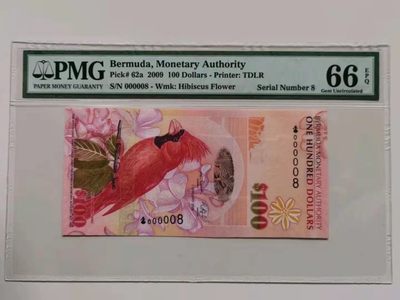 PMG
PAPER MONEY GUARANTY
Bermuda, Monetary Authority
Pick# 62a 2009 100 Dollars - Printer: TDLR
S/N 000008 - Wmk: Hibiscus Flower
Serial Number 8
66 EPQ
Gem Uncirculated
000008
$100
000008
$100
BERMUDA MONETARY AUTHORITY
ONE HUNDRED DOLLARS